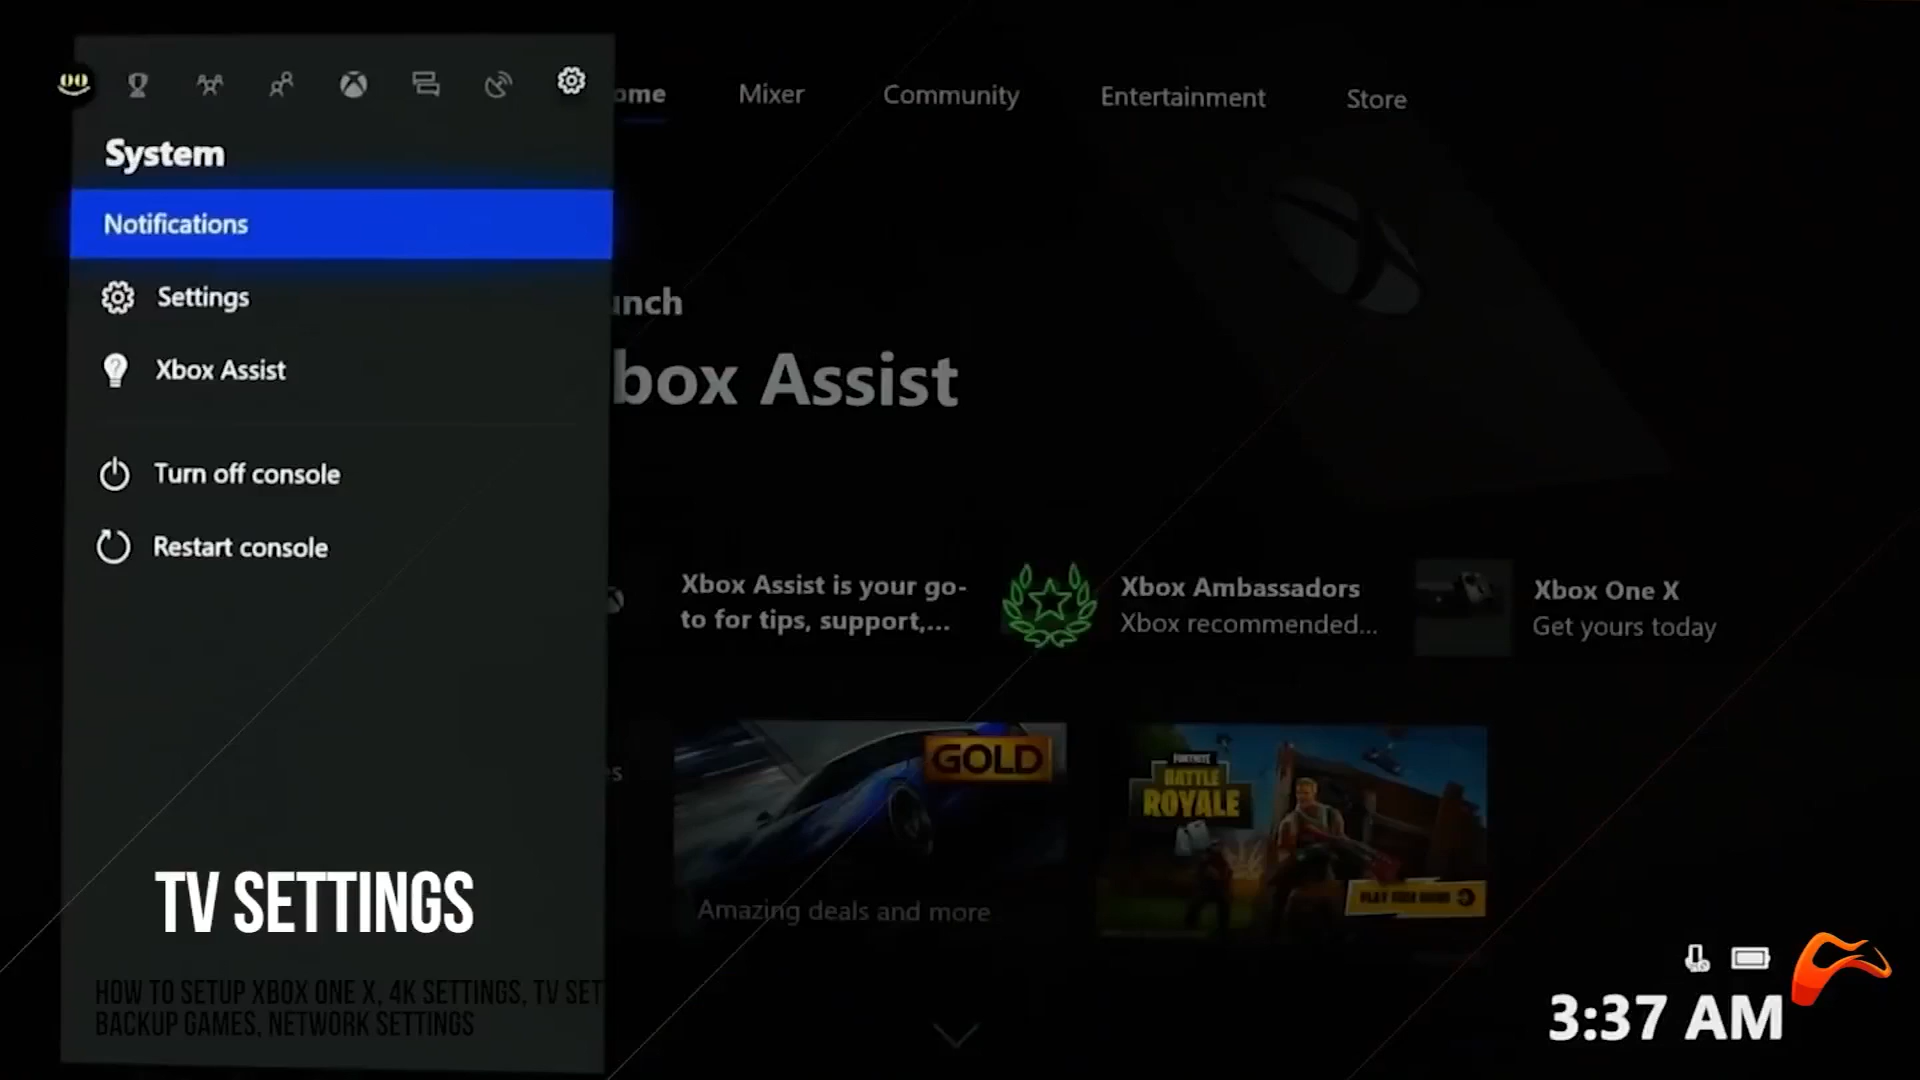 ome
Mixer
Community
Entertainment
Store
System
Notifications
Settings
Xbox Assist
Turn off console
Restart console
unch
box Assist
Xbox Assist is your go-
to for tips, support,...
Xbox Ambassadors
Xbox recommended...
Xbox One X
Get yours today
es
GOLD
Amazing deals and more
FORTNITE
BATTLE
ROYALE
TV SETTINGS
HOW TO SETUP XBOX ONE X, 4K SETTINGS, TV SET
BACKUP GAMES, NETWORK SETTINGS
3:37 AM